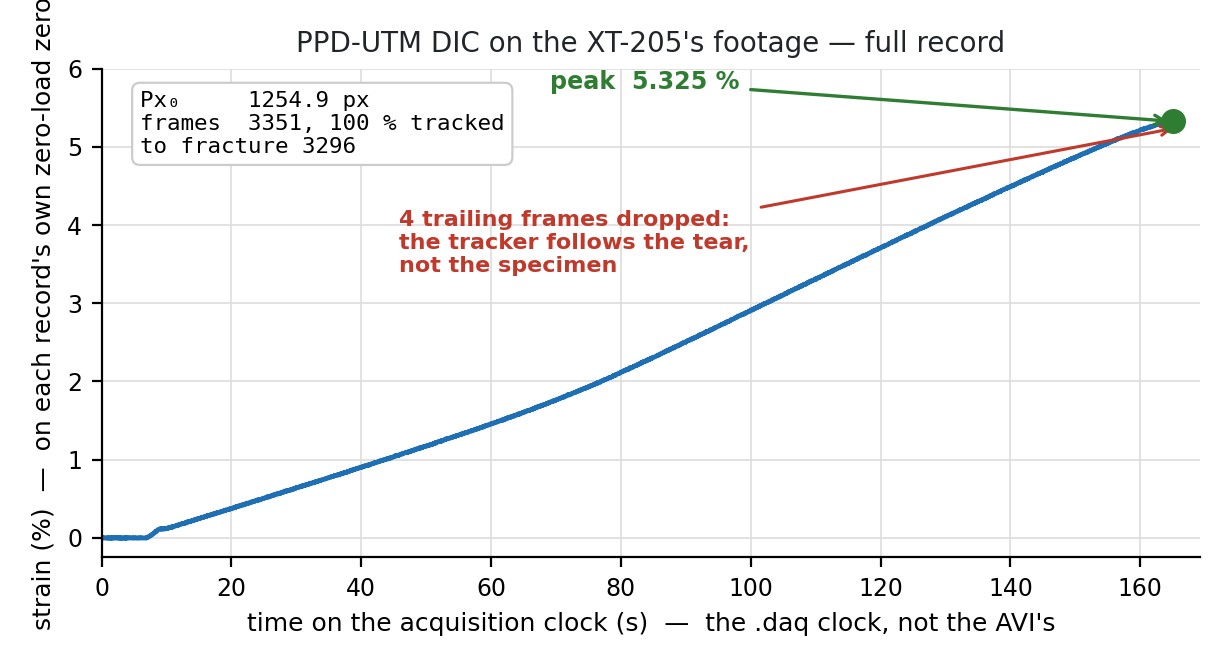 PPD-UTM DIC on the XT-205's footage — full record
strain (%) — on each record's own zero-load zero
6
5
4
3
2
1
0
peak 5.325 %
Px₀ 1254.9 px
frames 3351, 100 % tracked
to fracture 3296
4 trailing frames dropped:
the tracker follows the tear,
not the specimen
0 20 40 60 80 100 120 140 160
time on the acquisition clock (s) — the .daq clock, not the AVI's